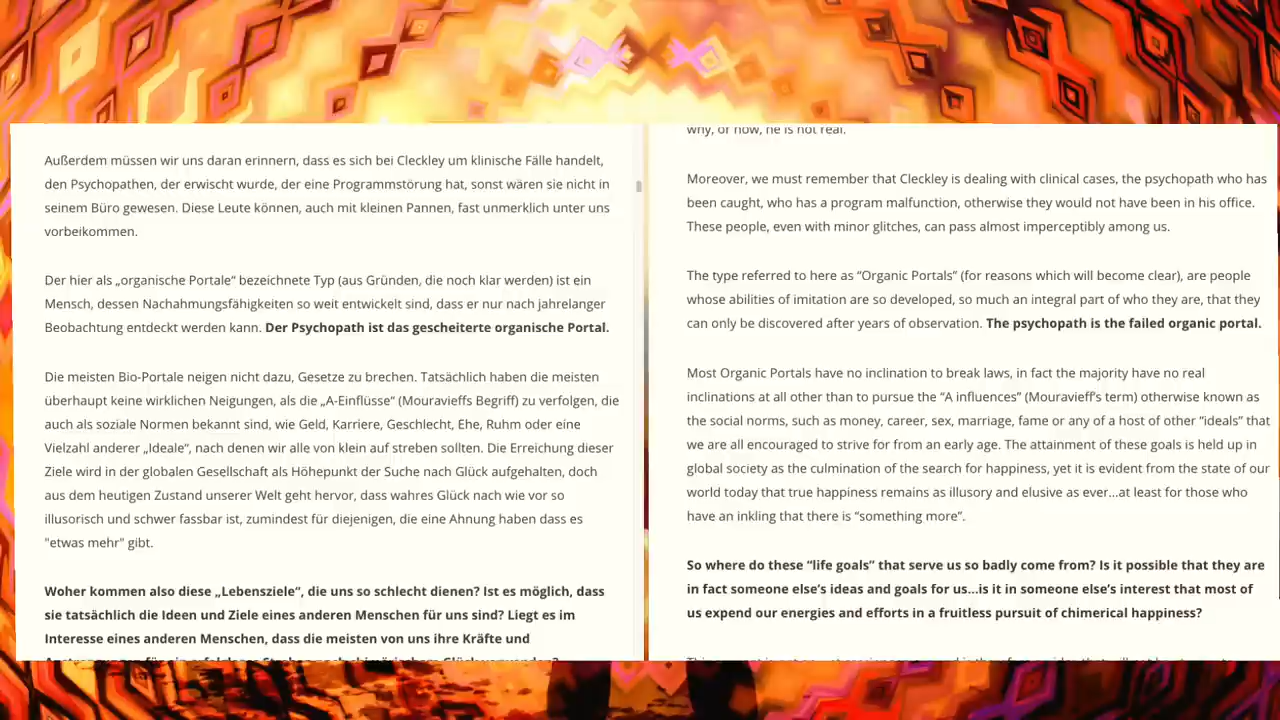 Außerdem müssen wir uns daran erinnern, dass es sich bei Cleckley um klinische Fälle handelt,
den Psychopathen, der erwischt wurde, der eine Programmstörung hat, sonst wären sie nicht in
seinem Büro gewesen. Diese Leute können, auch mit kleinen Pannen, fast unmerklich unter uns
vorbeikommen.
Der hier als „organische Portale“ bezeichnete Typ (aus Gründen, die noch klar werden) ist ein
Mensch, dessen Nachahmungsfähigkeiten so weit entwickelt sind, dass er nur nach jahrelanger
Beobachtung entdeckt werden kann. Der Psychopath ist das gescheiterte organische Portal.
Die meisten Bio-Portale neigen nicht dazu, Gesetze zu brechen. Tatsächlich haben die meisten
überhaupt keine wirklichen Neigungen, als die „A-Einflüsse“ (Mouravieffs Begriff) zu verfolgen, die
auch als soziale Normen bekannt sind, wie Geld, Karriere, Geschlecht, Ehe, Ruhm oder eine
Vielzahl anderer „Ideale“, nach denen wir alle von klein auf streben sollten. Die Erreichung dieser
Ziele wird in der globalen Gesellschaft als Höhepunkt der Suche nach Glück aufgehalten, doch
aus dem heutigen Zustand unserer Welt geht hervor, dass wahres Glück nach wie vor so
illusorisch und schwer fassbar ist, zumindest für diejenigen, die eine Ahnung haben dass es
"etwas mehr" gibt.
Woher kommen also diese „Lebensziele“, die uns so schlecht dienen? Ist es möglich, dass
sie tatsächlich die Ideen und Ziele eines anderen Menschen für uns sind? Liegt es im
Interesse eines anderen Menschen, dass die meisten von uns ihre Kräfte und
why, or how, he is not real.
Moreover, we must remember that Cleckley is dealing with clinical cases, the psychopath who has
been caught, who has a program malfunction, otherwise they would not have been in his office.
These people, even with minor glitches, can pass almost imperceptibly among us.
The type referred to here as “Organic Portals” (for reasons which will become clear), are people
whose abilities of imitation are so developed, so much an integral part of who they are, that they
can only be discovered after years of observation. The psychopath is the failed organic portal.
Most Organic Portals have no inclination to break laws, in fact the majority have no real
inclinations at all other than to pursue the “A influences” (Mouravieff’s term) otherwise known as
the social norms, such as money, career, sex, marriage, fame or any of a host of other “ideals” that
we are all encouraged to strive for from an early age. The attainment of these goals is held up in
global society as the culmination of the search for happiness, yet it is evident from the state of our
world today that true happiness remains as illusory and elusive as ever…at least for those who
have an inkling that there is “something more”.
So where do these “life goals” that serve us so badly come from? Is it possible that they are
in fact someone else’s ideas and goals for us…is it in someone else’s interest that most of
us expend our energies and efforts in a fruitless pursuit of chimerical happiness?